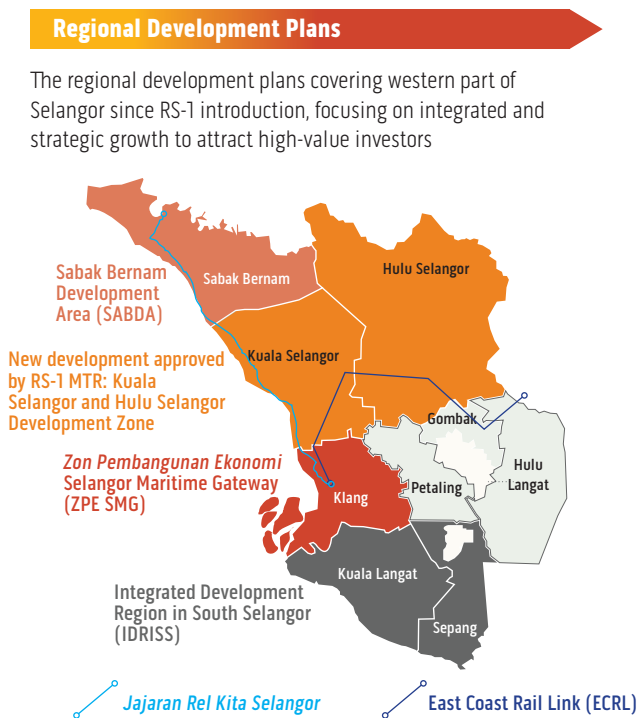 Regional Development Plans
The regional development plans covering western part of
Selangor since RS-1 introduction, focusing on integrated and
strategic growth to attract high-value investors
Sabak Bernam
Development
Area (SABDA)
Sabak Bernam
Hulu Selangor
New development approved
by RS-1 MTR: Kuala
Selangor and Hulu Selangor
Development Zone
Kuala Selangor
Gombak
Zon Pembangunan Ekonomi
Selangor Maritime Gateway
(ZPE SMG)
Klang
Petaling
Hulu
Langat
Integrated Development
Region in South Selangor
(IDRISS)
Kuala Langat
Sepang
Jajaran Rel Kita Selangor
East Coast Rail Link (ECRL)